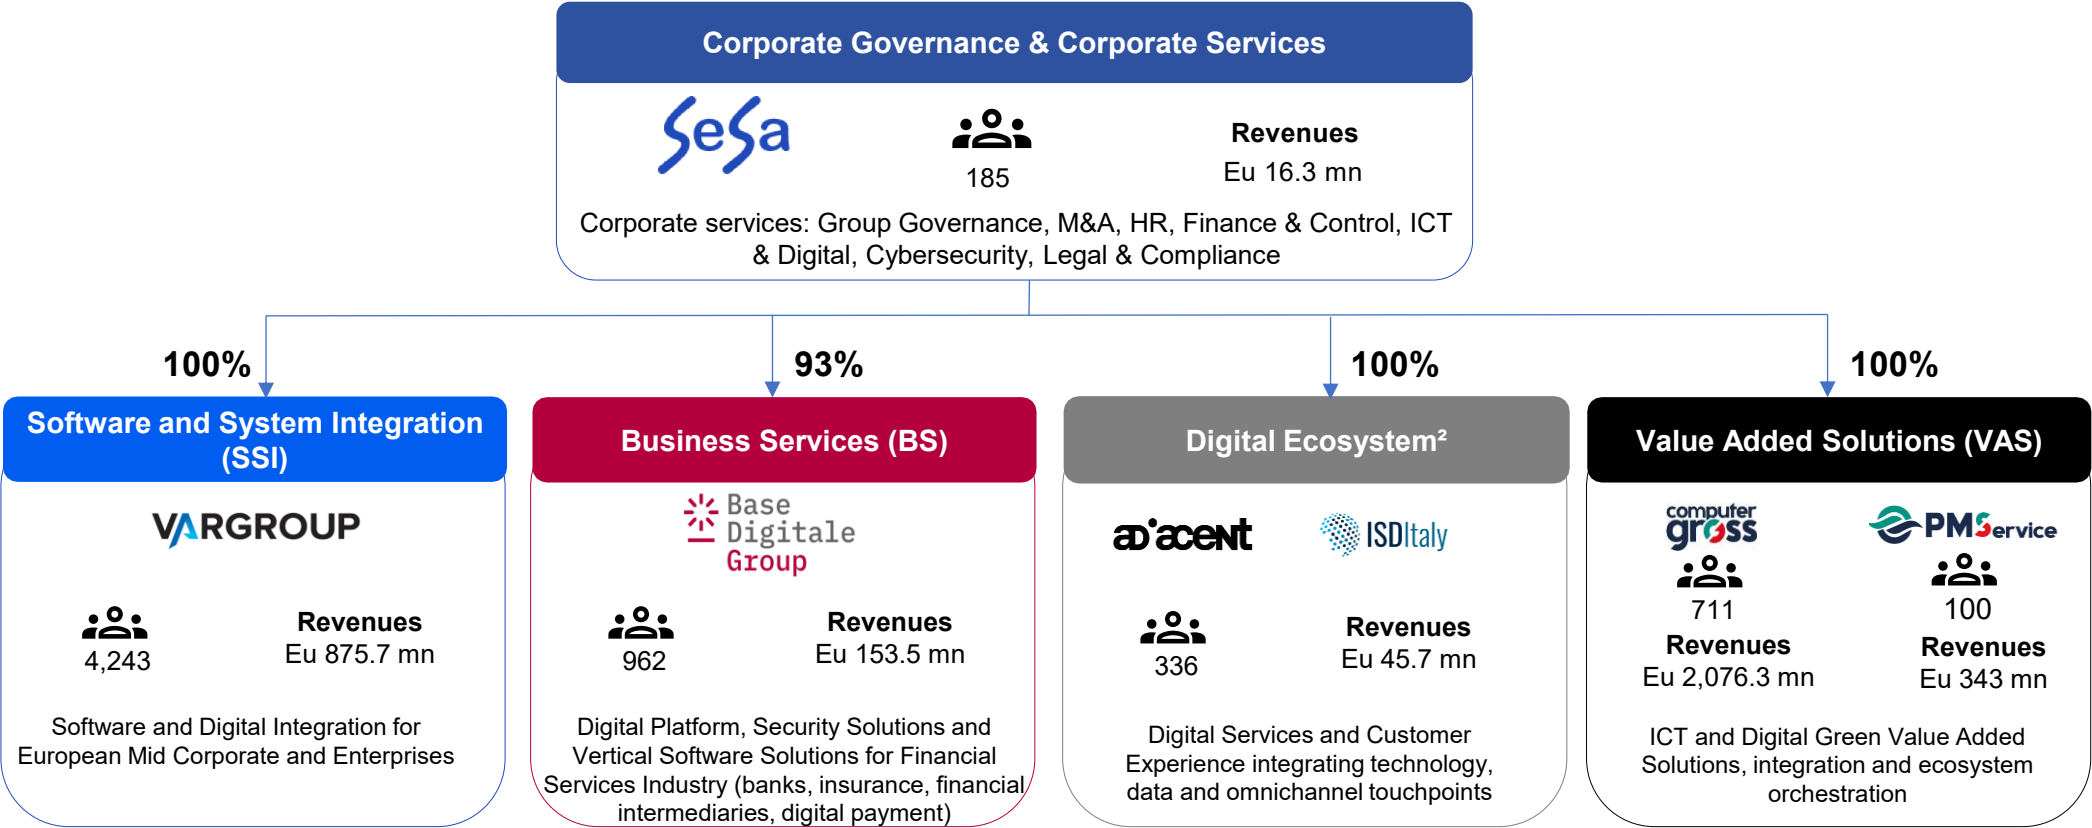 Corporate Governance & Corporate Services
SeSa
185
Revenues
Eu 16.3 mn
Corporate services: Group Governance, M&A, HR, Finance & Control, ICT
& Digital, Cybersecurity, Legal & Compliance
100%
93%
100%
100%
Software and System Integration
(SSI)
VARGROUP
4,243
Revenues
Eu 875.7 mn
Software and Digital Integration for
European Mid Corporate and Enterprises
Business Services (BS)
Base
Digitale
Group
962
Revenues
Eu 153.5 mn
Digital Platform, Security Solutions and
Vertical Software Solutions for Financial
Services Industry (banks, insurance, financial
intermediaries, digital payment)
Digital Ecosystem²
adiacent
ISDItaly
336
Revenues
Eu 45.7 mn
Digital Services and Customer
Experience integrating technology,
data and omnichannel touchpoints
Value Added Solutions (VAS)
computer
gross
711
Revenues
Eu 2,076.3 mn
PMService
100
Revenues
Eu 343 mn
ICT and Digital Green Value Added
Solutions, integration and ecosystem
orchestration